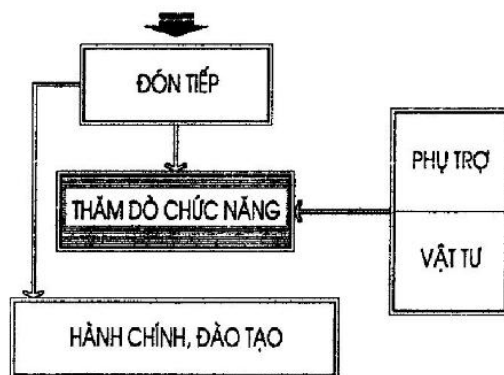 ĐÓN TIẾP
PHỤ TRỢ
THĂM DÒ CHỨC NĂNG
VẬT TƯ
HÀNH CHÍNH, ĐÀO TẠO